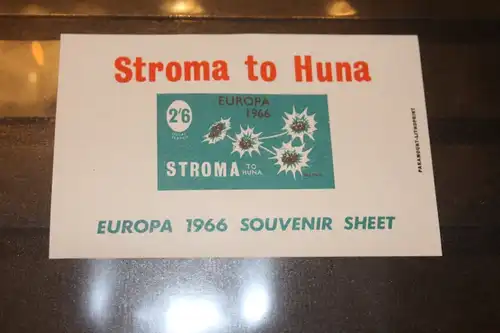 Stroma to Huna
EUROPA
1966
2'6
STROMA TO
HUNA
PARAMOUNT-LITHOPRINT
EUROPA 1966 SOUVENIR SHEET